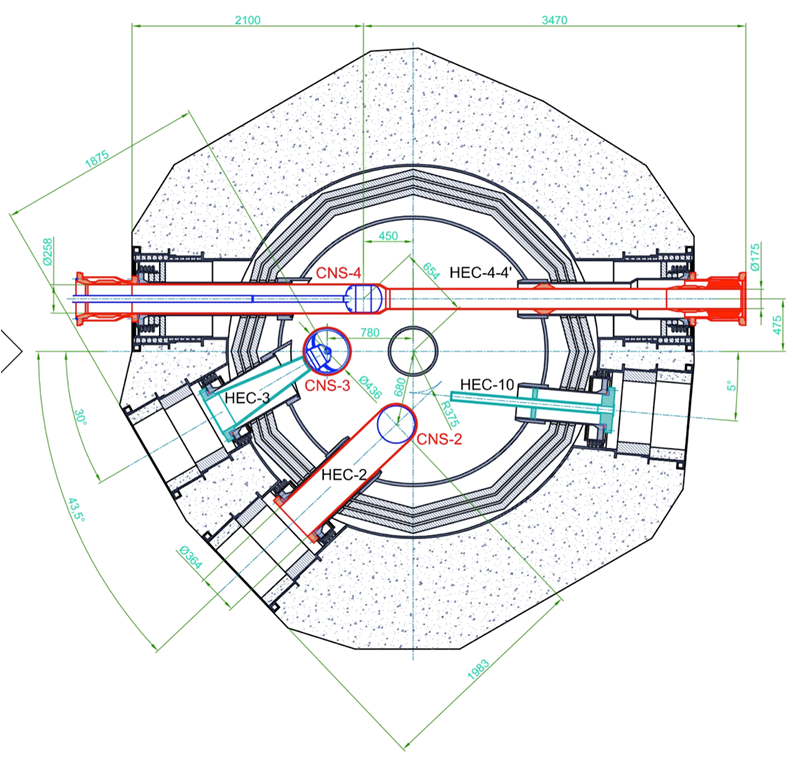 2100
3470
1875
450
Ø258
CNS-4
654
HEC-4-4'
Ø175
780
475
CNS-3
Ø436
680
HEC-10
R375
5°
30°
HEC-3
CNS-2
HEC-2
43.5°
Ø364
1983